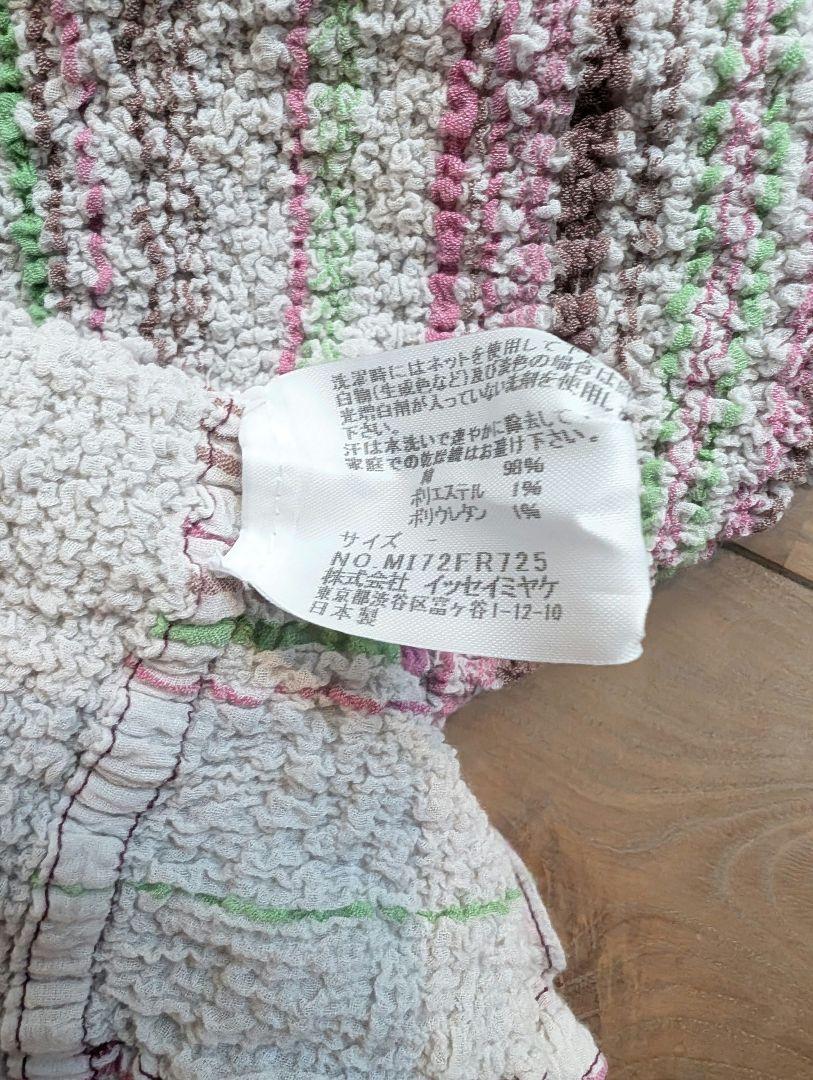 洗濯時にはネットを使用して
白物(生成色など)及び淡色の場合は
光増白剤が入っていない洗剤を使用し
下さい。
汗は水洗いで速やかに除去して
家庭での乾燥機はお避け下さい。
綿 98%
ポリエステル 1%
ポリウレタン 1%
サイズ -
NO.MI72FR725
株式会社 イッセイミヤケ
東京都渋谷区富ヶ谷1-12-10
日本製